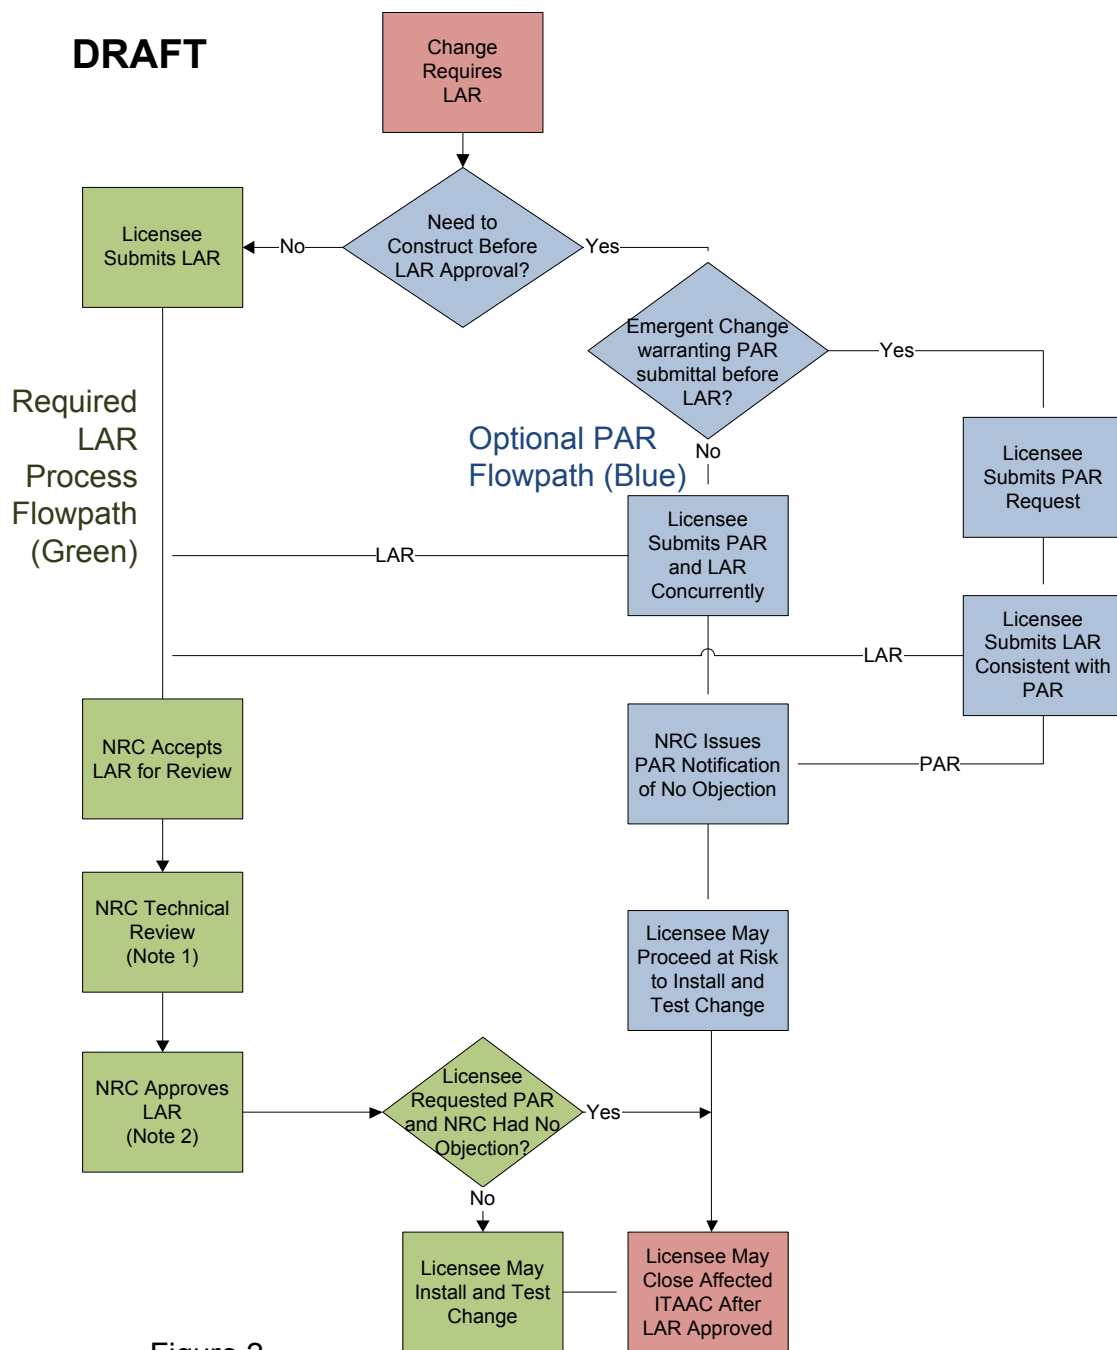 DRAFT
Change
Requires
LAR
Licensee
Submits LAR
No
Need to
Construct Before
LAR Approval?
Yes
Emergent Change
warranting PAR
submittal before
LAR?
Yes
No
Required
LAR
Process
Flowpath
(Green)
Optional PAR
Flowpath (Blue)
Licensee
Submits PAR
Request
Licensee
Submits PAR
and LAR
Concurrently
LAR
Licensee
Submits LAR
Consistent with
PAR
LAR
NRC Accepts
LAR for Review
NRC Issues
PAR Notification
of No Objection
PAR
NRC Technical
Review
(Note 1)
Licensee May
Proceed at Risk
to Install and
Test Change
NRC Approves
LAR
(Note 2)
Licensee
Requested PAR
and NRC Had No
Objection?
Yes
No
Licensee May
Install and Test
Change
Licensee May
Close Affected
ITAAC After
LAR Approved